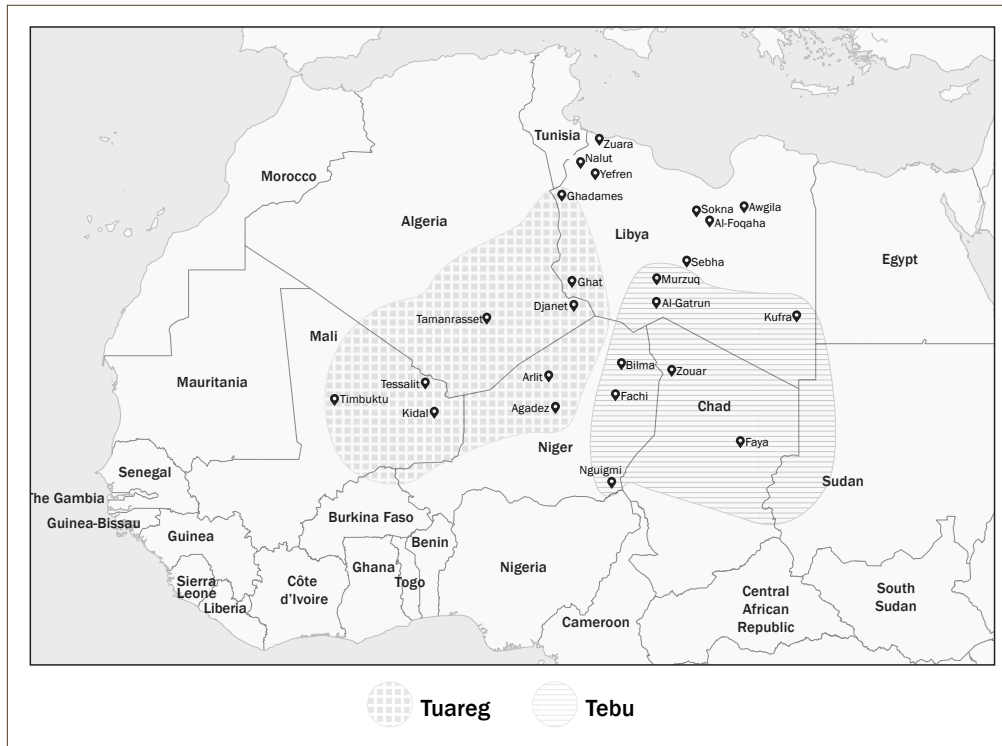 Tunisia
Zuara
Nalut
Yefren
Morocco
Ghadames
Algeria
Sokna
Awgila
Al-Foqaha
Libya
Egypt
Sebha
Ghat
Murzuq
Djanet
Al-Gatrun
Tamanrasset
Kufra
Mali
Bilma
Zouar
Mauritania
Tessalit
Arlit
Timbuktu
Fachi
Kidal
Agadez
Chad
Niger
Faya
Senegal
Nguigmi
Sudan
The Gambia
Guinea-Bissau
Burkina Faso
Guinea
Benin
Ghana
Nigeria
Sierra
Leone
Togo
Côte
d'Ivoire
Liberia
Central
African
Republic
South
Sudan
Cameroon
Tuareg
Tebu